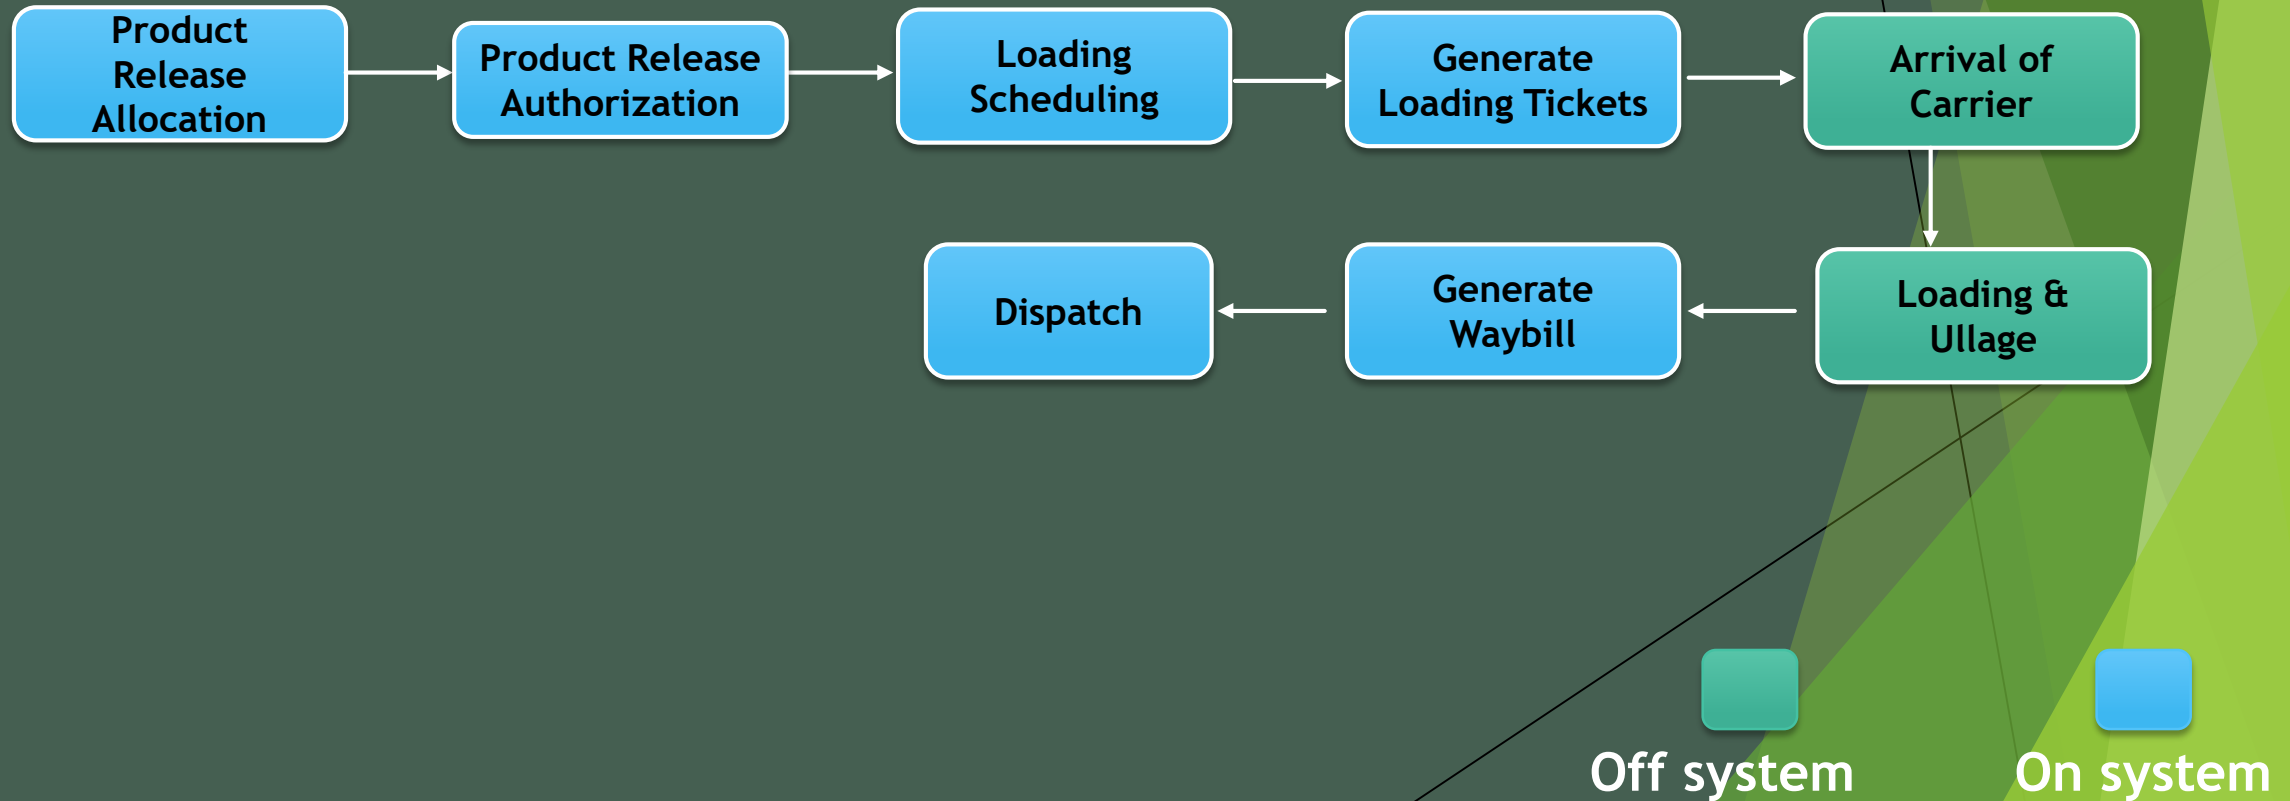 Product
Release
Allocation
Product Release
Authorization
Loading
Scheduling
Generate
Loading Tickets
Arrival of
Carrier
Loading &
Ullage
Generate
Waybill
Dispatch
Off system
On system